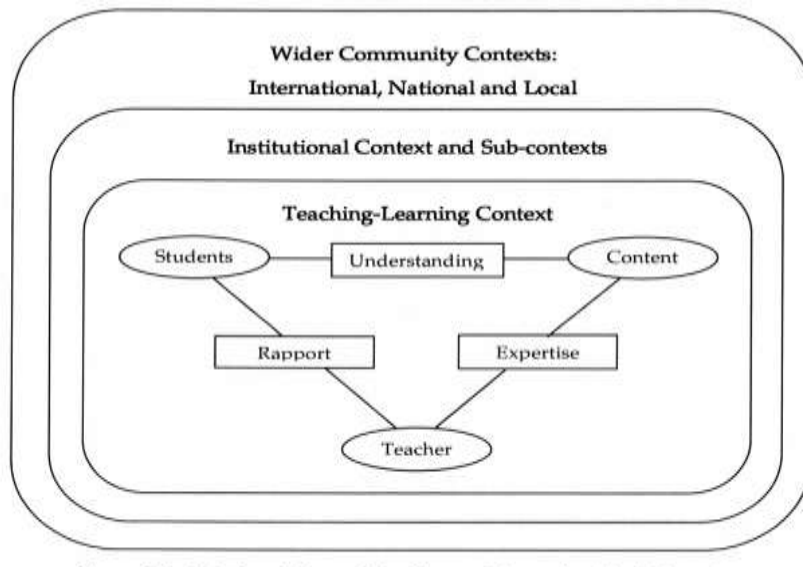 Wider Community Contexts:
International, National and Local
Institutional Context and Sub-contexts
Teaching-Learning Context
Students
Understanding
Content
Rapport
Expertise
Teacher